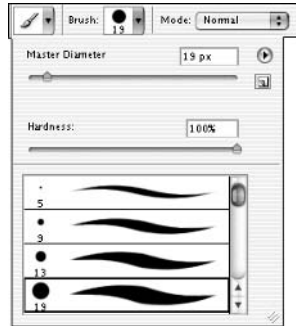 Brush: 19 Mode: Normal
Master Diameter 19 px
Hardness: 100%
5
9
13
19